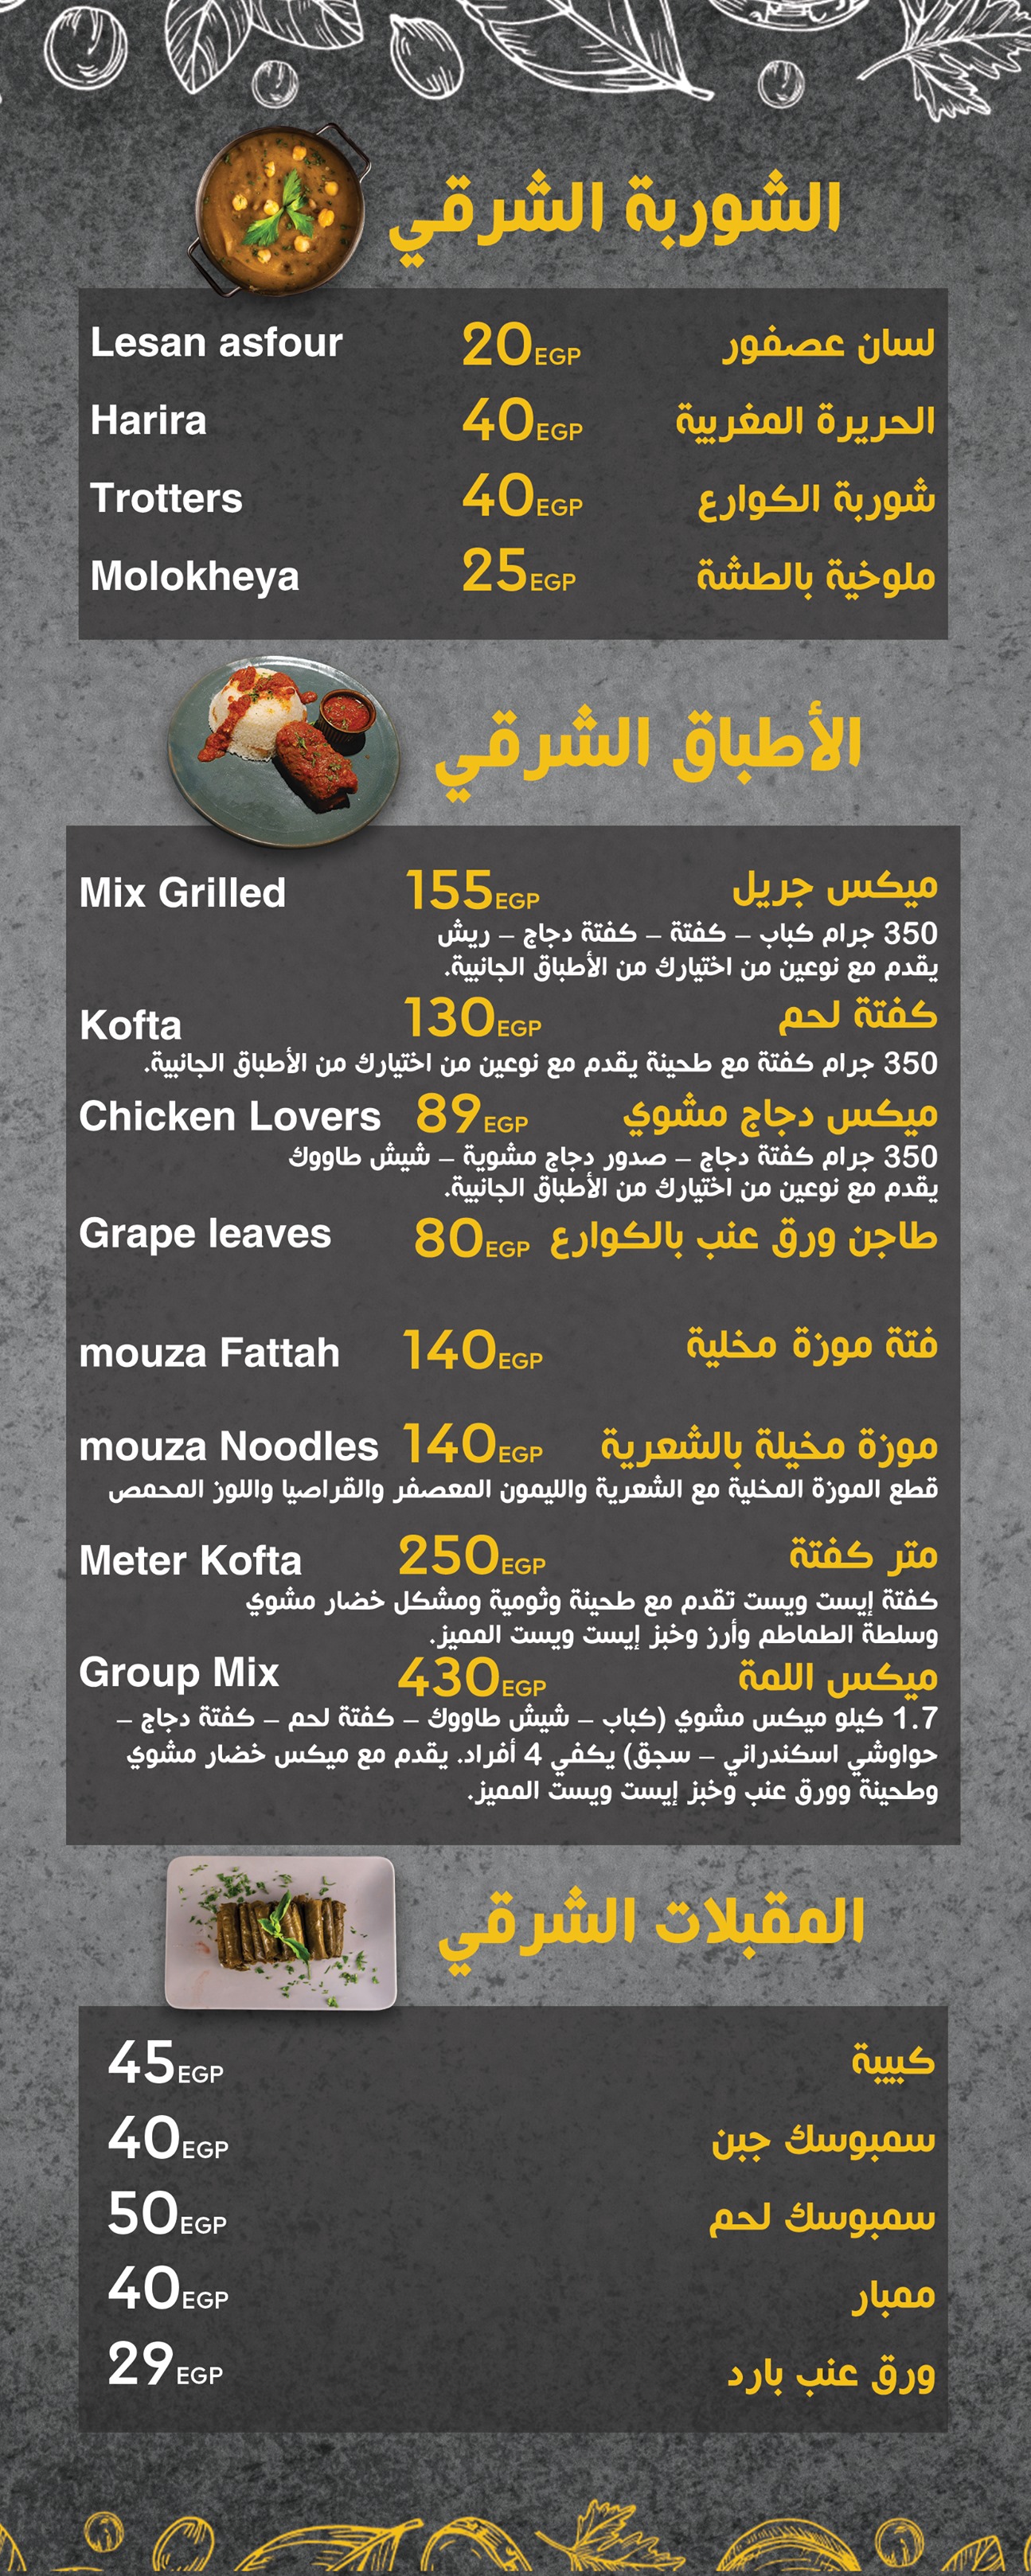 الشوربة الشرقي
Lesan asfour 20EGP لسان عصفور
Harira 40EGP الحريرة المغربية
Trotters 40EGP شوربة الكوارع
Molokheya 25EGP ملوخية بالطشة
الأطباق الشرقي
Mix Grilled 155EGP ميكس جريل
350 جرام كباب – كفتة – كفتة دجاج – ريش
يقدم مع نوعين من اختيارك من الأطباق الجانبية.
Kofta 130EGP كفتة لحم
350 جرام كفتة مع طحينة يقدم مع نوعين من اختيارك من الأطباق الجانبية.
Chicken Lovers 89EGP ميكس دجاج مشوي
350 جرام كفتة دجاج – صدور دجاج مشوية – شيش طاووك
يقدم مع نوعين من اختيارك من الأطباق الجانبية.
Grape leaves 80EGP طاجن ورق عنب بالكوارع
mouza Fattah 140EGP فتة موزة مخلية
mouza Noodles 140EGP موزة مخيلة بالشعرية
قطع الموزة المخلية مع الشعرية والليمون المعصفر والقراصيا واللوز المحمص
Meter Kofta 250EGP متر كفتة
كفتة إيست ويست تقدم مع طحينة وثومية ومشكل خضار مشوي
وسلطة الطماطم وأرز وخبز إيست ويست المميز.
Group Mix 430EGP ميكس اللمة
1.7 كيلو ميكس مشوي (كباب – شيش طاووك – كفتة لحم – كفتة دجاج –
حواوشي اسكندراني – سجق) يكفي 4 أفراد. يقدم مع ميكس خضار مشوي
وطحينة وورق عنب وخبز إيست ويست المميز.
المقبلات الشرقي
45EGP كبيبة
40EGP سمبوسك جبن
50EGP سمبوسك لحم
40EGP ممبار
29EGP ورق عنب بارد